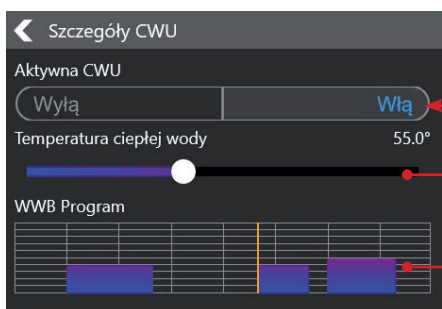 Szczegóły CWU
Aktywna CWU
Wyłą Włą
Temperatura ciepłej wody 55.0°
WWB Program